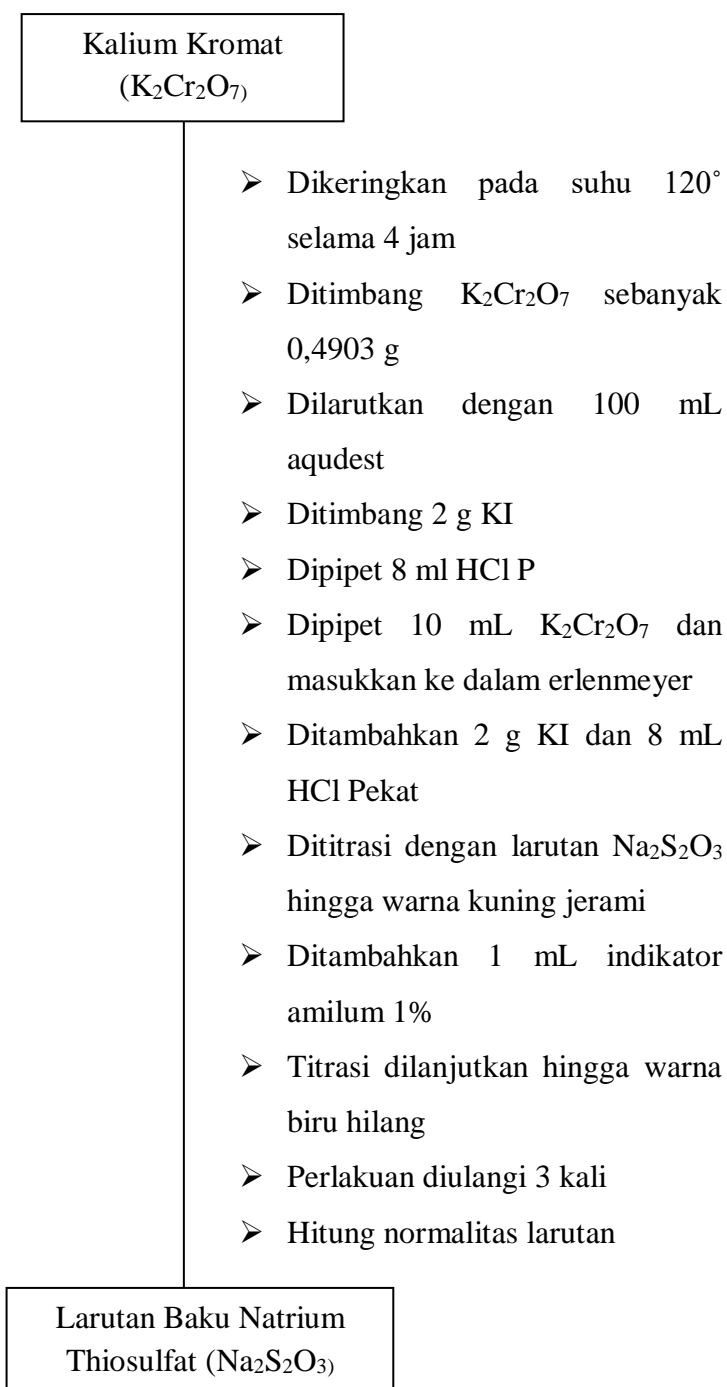 Kalium Kromat
(K₂Cr₂O₇₎
➢ Dikeringkan pada suhu 120˚
selama 4 jam
➢ Ditimbang K₂Cr₂O₇ sebanyak
0,4903 g
➢ Dilarutkan dengan 100 mL
aqudest
➢ Ditimbang 2 g KI
➢ Dipipet 8 ml HCl P
➢ Dipipet 10 mL K₂Cr₂O₇ dan
masukkan ke dalam erlenmeyer
➢ Ditambahkan 2 g KI dan 8 mL
HCl Pekat
➢ Dititrasi dengan larutan Na₂S₂O₃
hingga warna kuning jerami
➢ Ditambahkan 1 mL indikator
amilum 1%
➢ Titrasi dilanjutkan hingga warna
biru hilang
➢ Perlakuan diulangi 3 kali
➢ Hitung normalitas larutan
Larutan Baku Natrium
Thiosulfat (Na₂S₂O₃₎